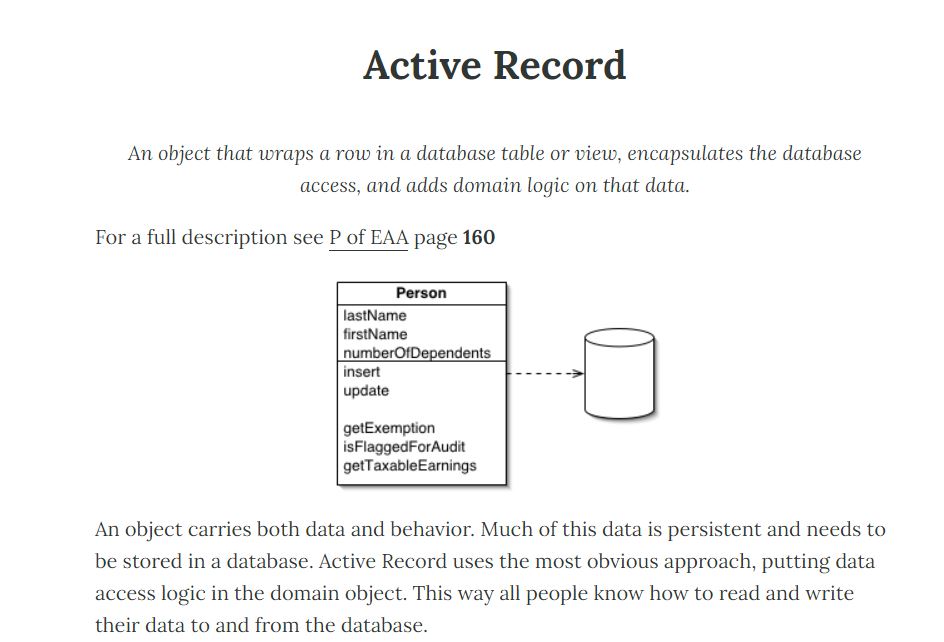 Active Record
An object that wraps a row in a database table or view, encapsulates the database
access, and adds domain logic on that data.
For a full description see P of EAA page 160
Person
lastName
firstName
numberOfDependents
insert
update
getExemption
isFlaggedForAudit
getTaxableEarnings
An object carries both data and behavior. Much of this data is persistent and needs to
be stored in a database. Active Record uses the most obvious approach, putting data
access logic in the domain object. This way all people know how to read and write
their data to and from the database.